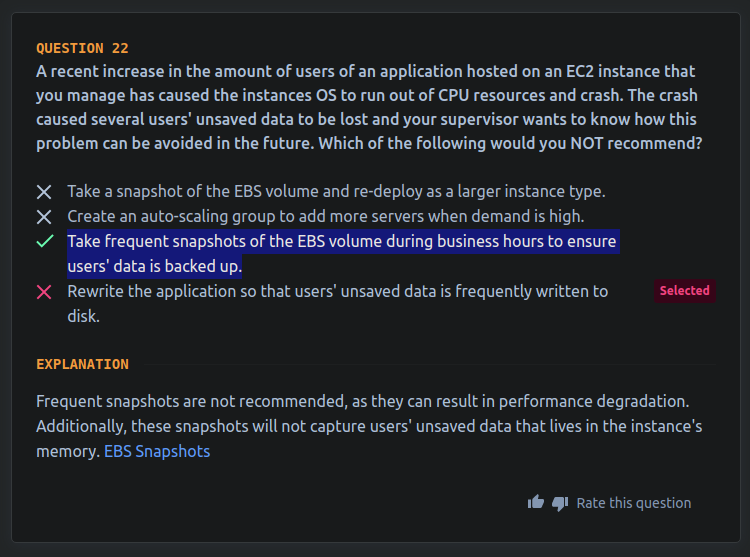 QUESTION 22
A recent increase in the amount of users of an application hosted on an EC2 instance that
you manage has caused the instances OS to run out of CPU resources and crash. The crash
caused several users' unsaved data to be lost and your supervisor wants to know how this
problem can be avoided in the future. Which of the following would you NOT recommend?
Take a snapshot of the EBS volume and re-deploy as a larger instance type.
Create an auto-scaling group to add more servers when demand is high.
Take frequent snapshots of the EBS volume during business hours to ensure
users' data is backed up.
Rewrite the application so that users' unsaved data is frequently written to
disk.
Selected
EXPLANATION
Frequent snapshots are not recommended, as they can result in performance degradation.
Additionally, these snapshots will not capture users' unsaved data that lives in the instance's
memory. EBS Snapshots
Rate this question